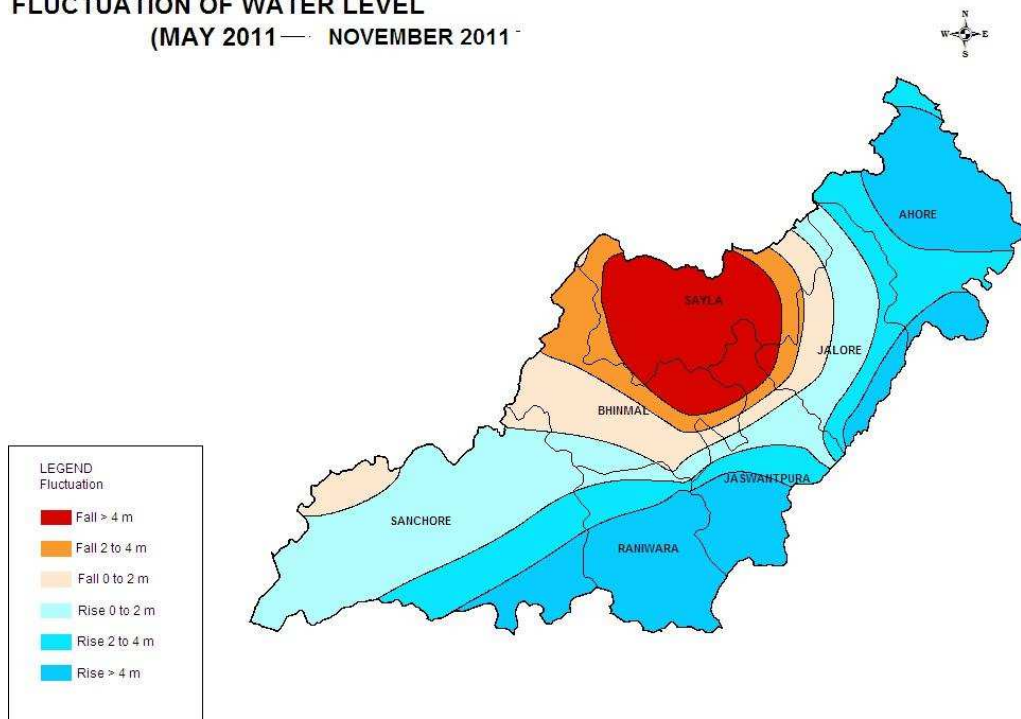 FLUCTUATION OF WATER LEVEL
(MAY 2011 — NOVEMBER 2011
N
W E
S
AHORE
SAYLA
JALORE
BHINMAL
JASWANTPURA
SANCHORE
RANIWARA
LEGEND
Fluctuation
Fall > 4 m
Fall 2 to 4 m
Fall 0 to 2 m
Rise 0 to 2 m
Rise 2 to 4 m
Rise > 4 m